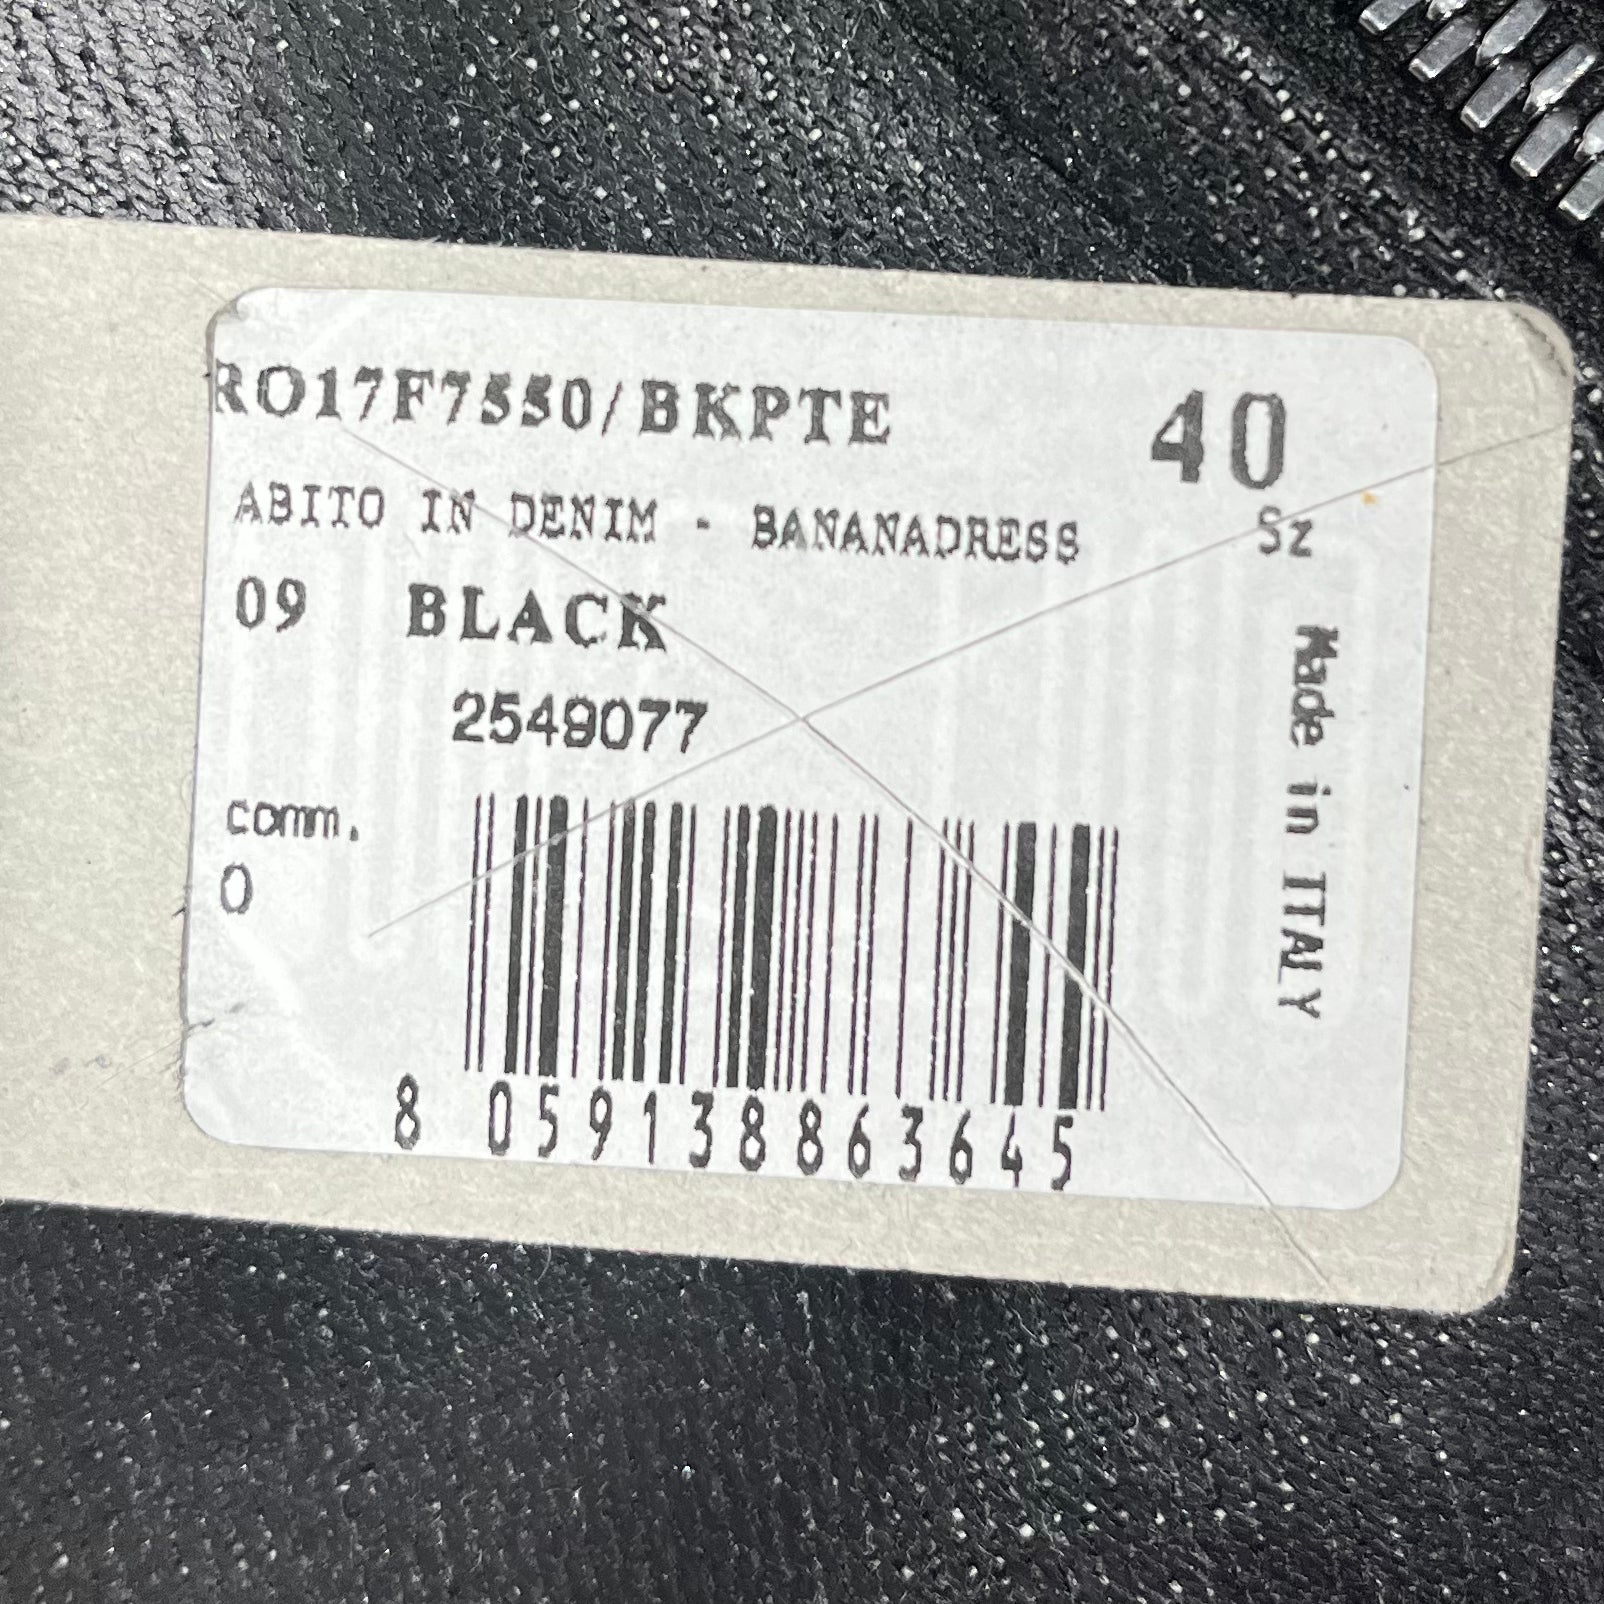 RO17F7550/BKPTE
40
ABITO IN DENIM - BANANADRESS
Sz
09 BLACK
2549077
comm.
0
Made in ITALY
8 059138863645